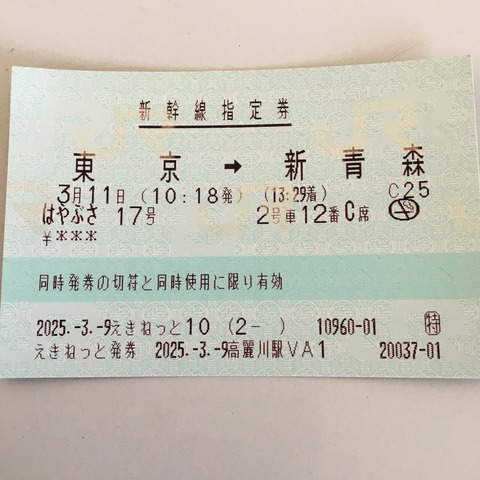 新幹線指定券
東京 → 新青森
3月11日 (10:18発) (13:29着) C25
はやぶさ 17号 2号車12番C席
¥***
同時発券の切符と同時使用に限り有効
2025.-3.-9えきねっと10 (2- ) 10960-01 特
えきねっと発券 2025.-3.-9高麗川駅VA1 20037-01